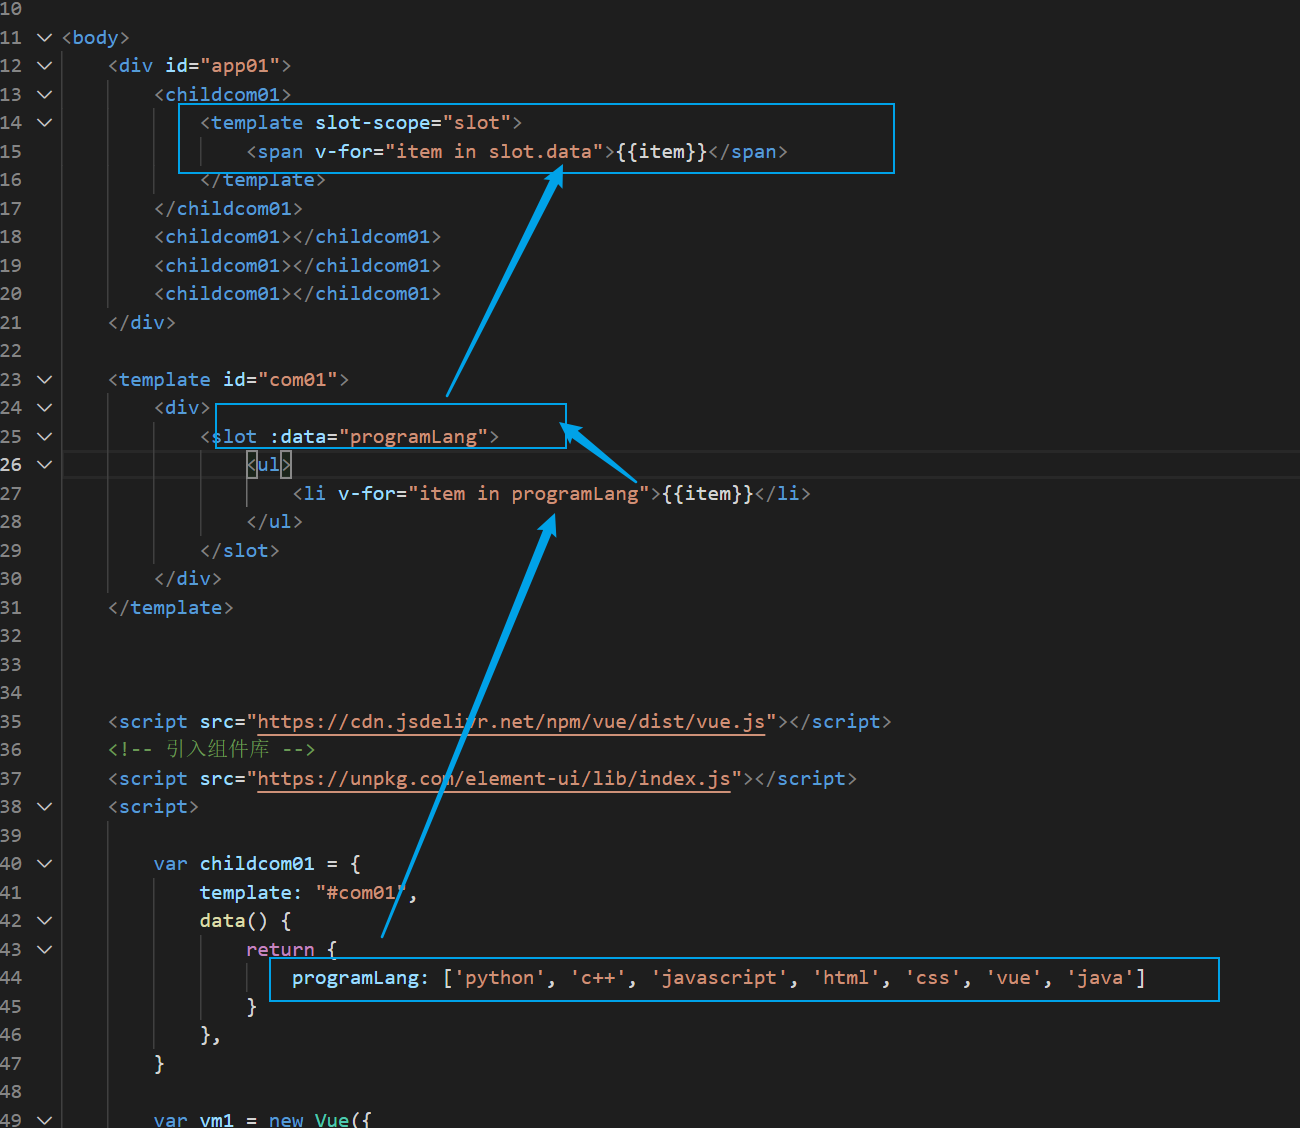 10
11 <body>
12 <div id="app01">
13 <childcom01>
14 <template slot-scope="slot">
15 <span v-for="item in slot.data">{{item}}</span>
16 </template>
17 </childcom01>
18 <childcom01></childcom01>
19 <childcom01></childcom01>
20 <childcom01></childcom01>
21 </div>
22
23 <template id="com01">
24 <div>
25 <slot :data="programLang">
26 <ul>
27 <li v-for="item in programLang">{{item}}</li>
28 </ul>
29 </slot>
30 </div>
31 </template>
32
33
34
35 <script src="https://cdn.jsdelivr.net/npm/vue/dist/vue.js"></script>
36 <!-- 引入组件库 -->
37 <script src="https://unpkg.com/element-ui/lib/index.js"></script>
38 <script>
39
40 var childcom01 = {
41 template: "#com01",
42 data() {
43 return {
44 programLang: ['python', 'c++', 'javascript', 'html', 'css', 'vue', 'java']
45 }
46 },
47 }
48
49 var vm1 = new Vue({